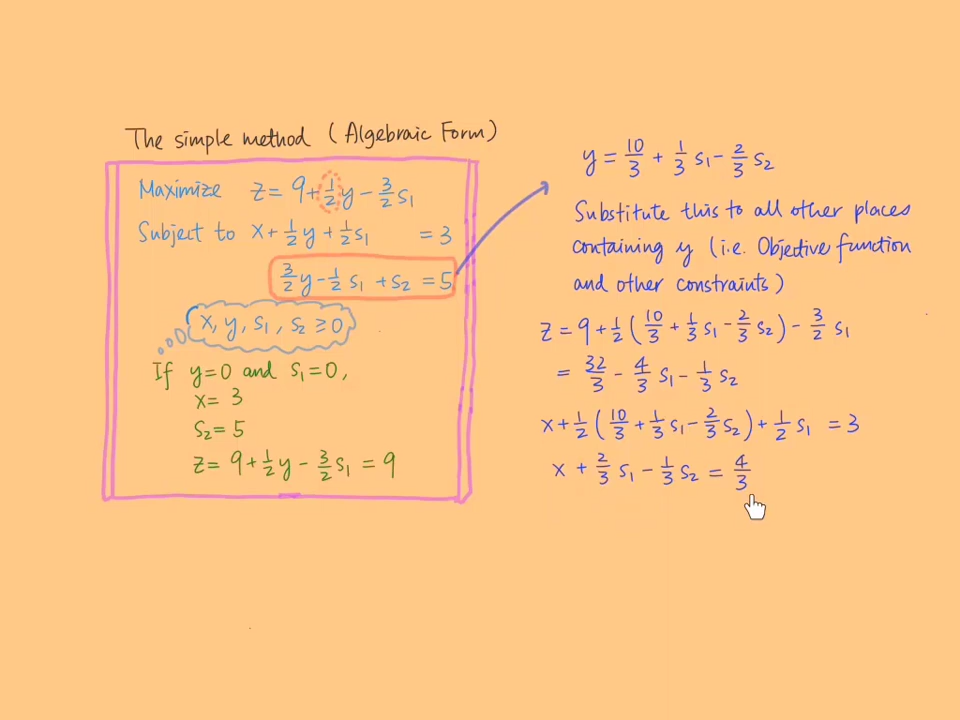 The simple method (Algebraic Form)
Maximize z = 9 + 1/2 y - 3/2 s₁
Subject to x + 1/2 y + 1/2 s₁ = 3
3/2 y - 1/2 s₁ + s₂ = 5
x, y, s₁, s₂ ≥ 0
If y=0 and s₁=0,
x= 3
s₂= 5
z= 9 + 1/2 y - 3/2 s₁ = 9
y = 10/3 + 1/3 s₁ - 2/3 s₂
Substitute this to all other places
containing y (i.e. Objective function
and other constraints)
z = 9 + 1/2 (10/3 + 1/3 s₁ - 2/3 s₂) - 3/2 s₁
= 32/3 - 4/3 s₁ - 1/3 s₂
x + 1/2 (10/3 + 1/3 s₁ - 2/3 s₂) + 1/2 s₁ = 3
x + 2/3 s₁ - 1/3 s₂ = 4/3